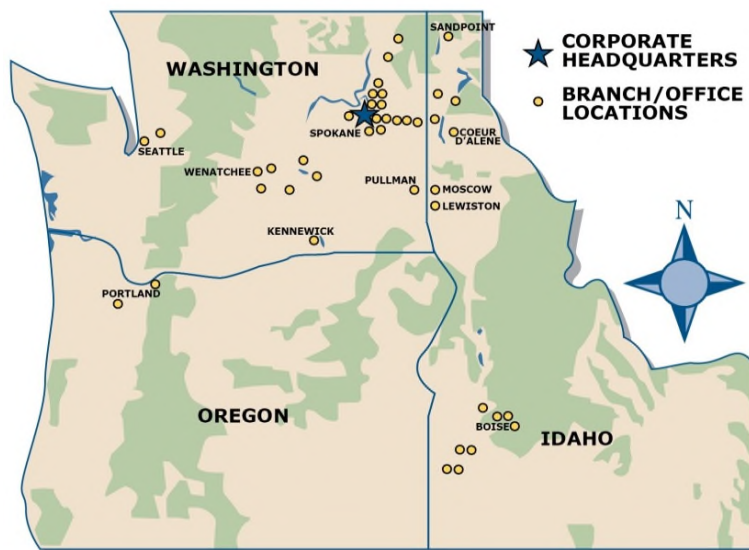 SANDPOINT
CORPORATE
HEADQUARTERS
WASHINGTON
BRANCH/OFFICE
LOCATIONS
SPOKANE
COEUR
D'ALENE
SEATTLE
WENATCHEE
PULLMAN
MOSCOW
LEWISTON
KENNEWICK
N
PORTLAND
OREGON
BOISE
IDAHO